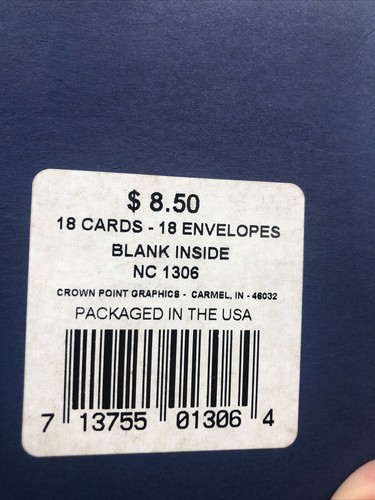 $ 8.50
18 CARDS - 18 ENVELOPES
BLANK INSIDE
NC 1306
CROWN POINT GRAPHICS - CARMEL, IN - 46032
PACKAGED IN THE USA
7 13755 01306 4